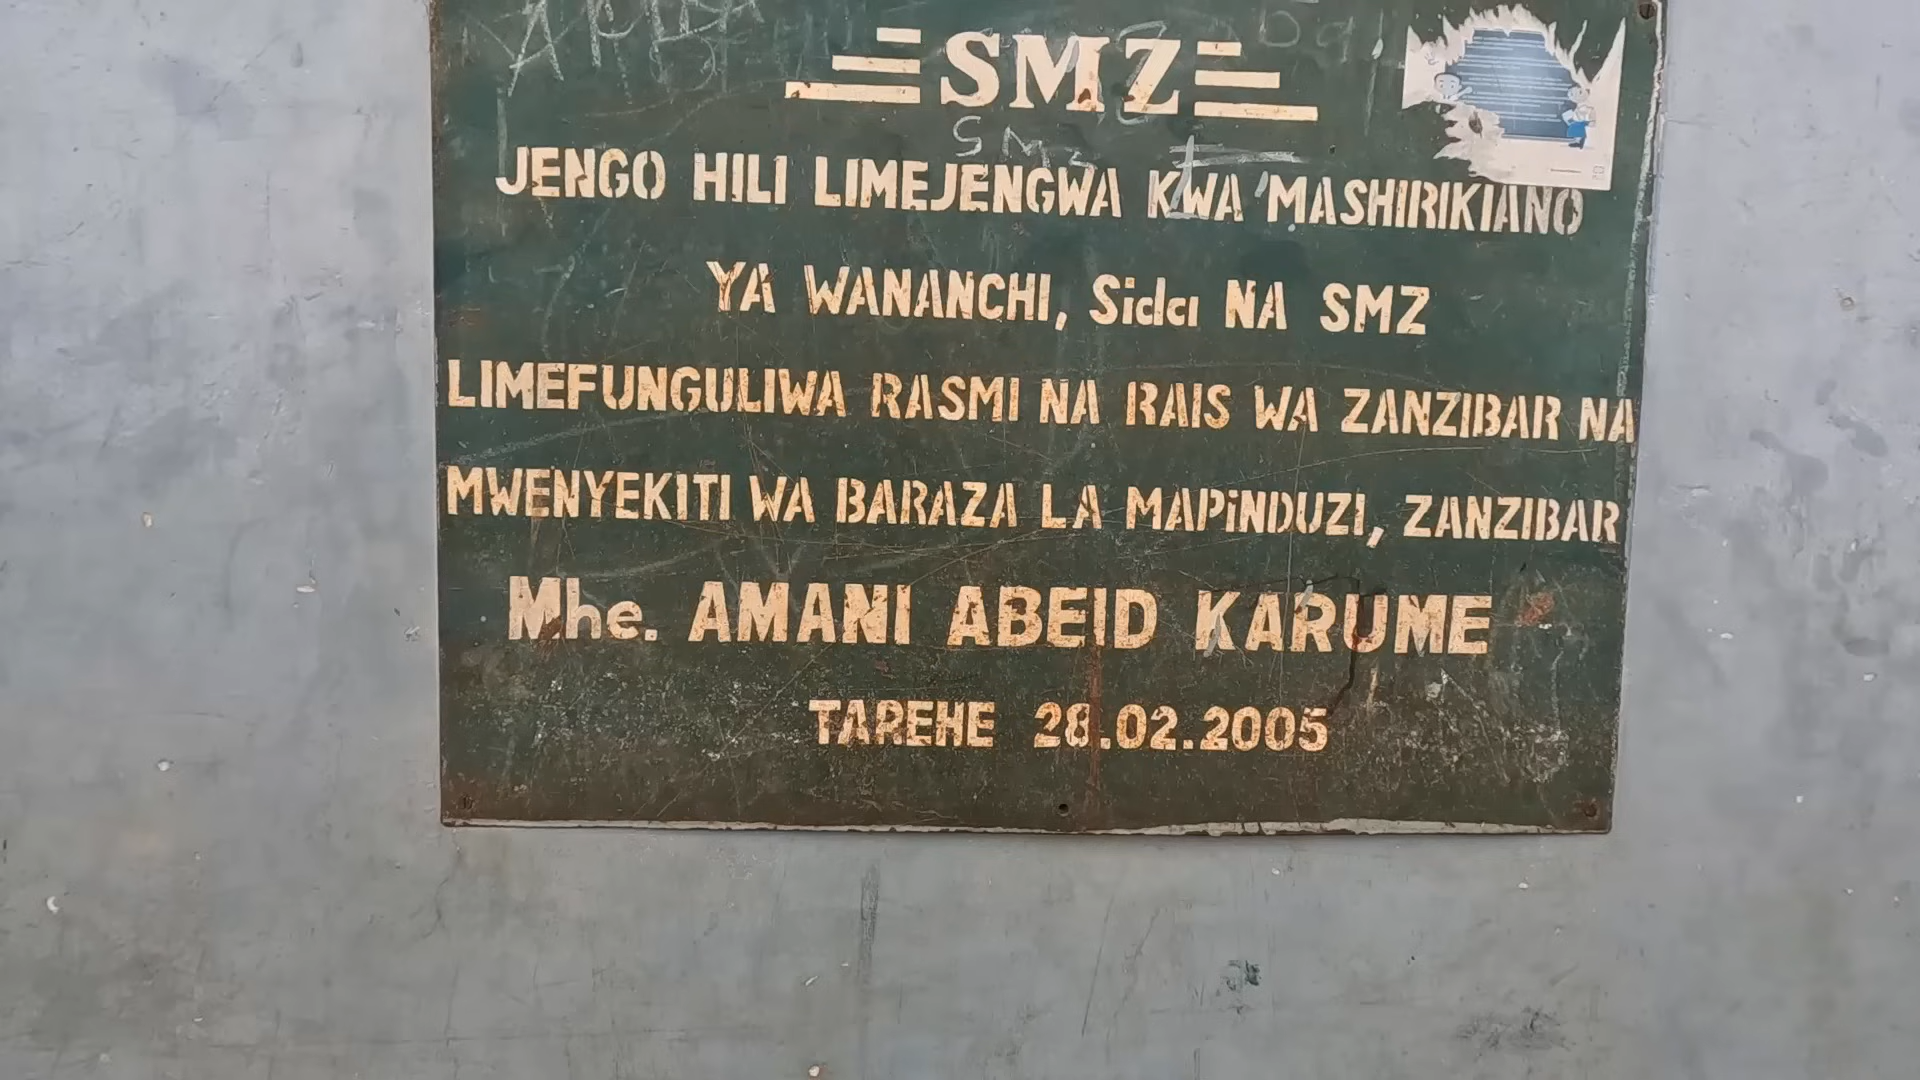 SMZ
SMZ
JENGO HILI LIMEJENGWA KWA MASHIRIKIANO
YA WANANCHI, Sida NA SMZ
LIMEFUNGULIWA RASMI NA RAIS WA ZANZIBAR NA
MWENYEKITI WA BARAZA LA MAPiNDUZI, ZANZIBAR
Mhe. AMANI ABEID KARUME
TAREHE 28.02.2005